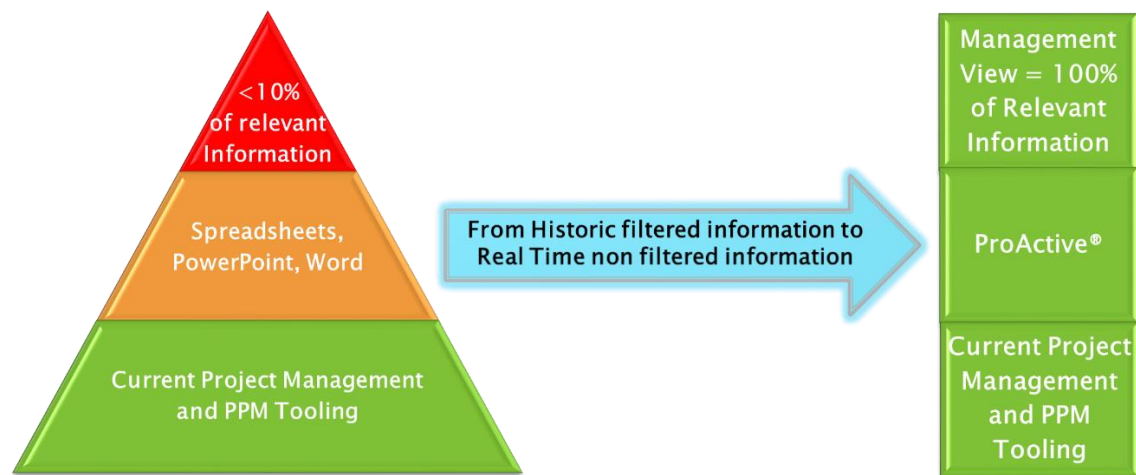 <10%
of relevant
Information
Spreadsheets,
PowerPoint, Word
Current Project Management
and PPM Tooling
From Historic filtered information to
Real Time non filtered information
Management
View = 100%
of Relevant
Information
ProActive®
Current Project
Management
and PPM
Tooling